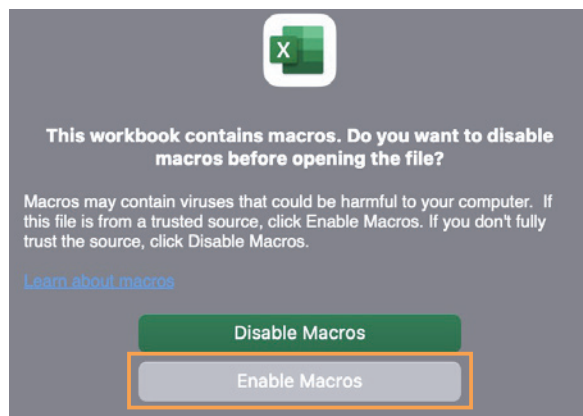 X
This workbook contains macros. Do you want to disable
macros before opening the file?
Macros may contain viruses that could be harmful to your computer.  If
this file is from a trusted source, click Enable Macros. If you don't fully
trust the source, click Disable Macros.
Learn about macros
Disable Macros
Enable Macros